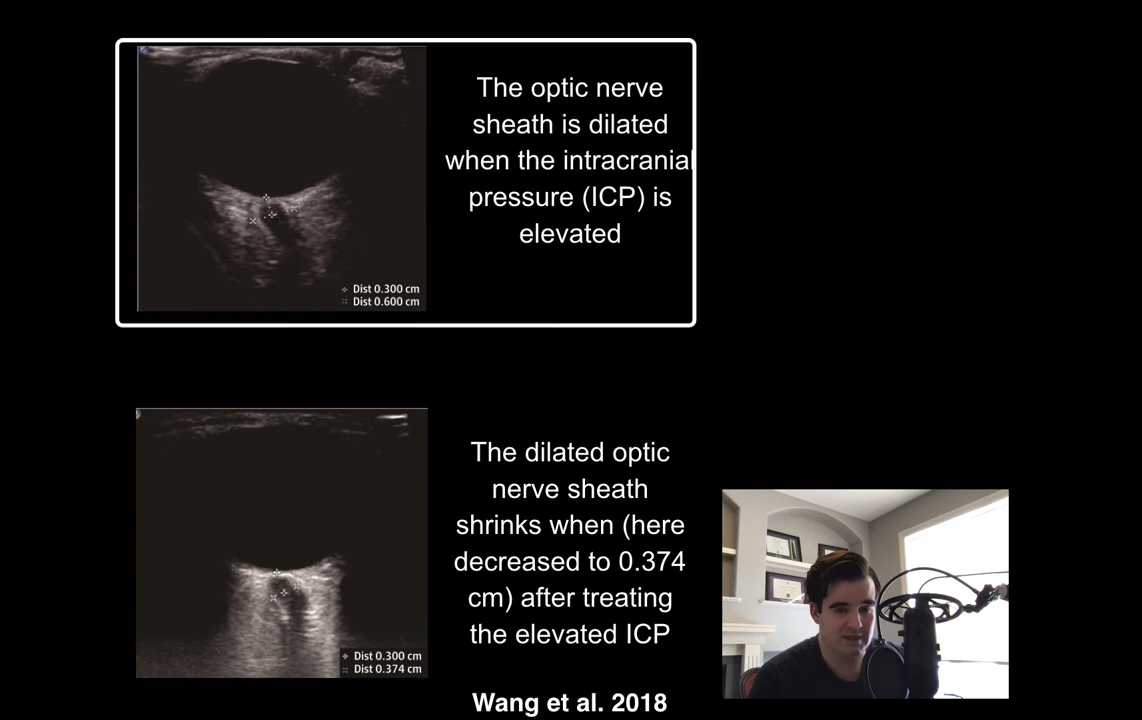 The optic nerve
sheath is dilated
when the intracranial
pressure (ICP) is
elevated
Dist 0.300 cm
Dist 0.600 cm
The dilated optic
nerve sheath
shrinks when (here
decreased to 0.374
cm) after treating
the elevated ICP
Dist 0.300 cm
Dist 0.374 cm
Wang et al. 2018